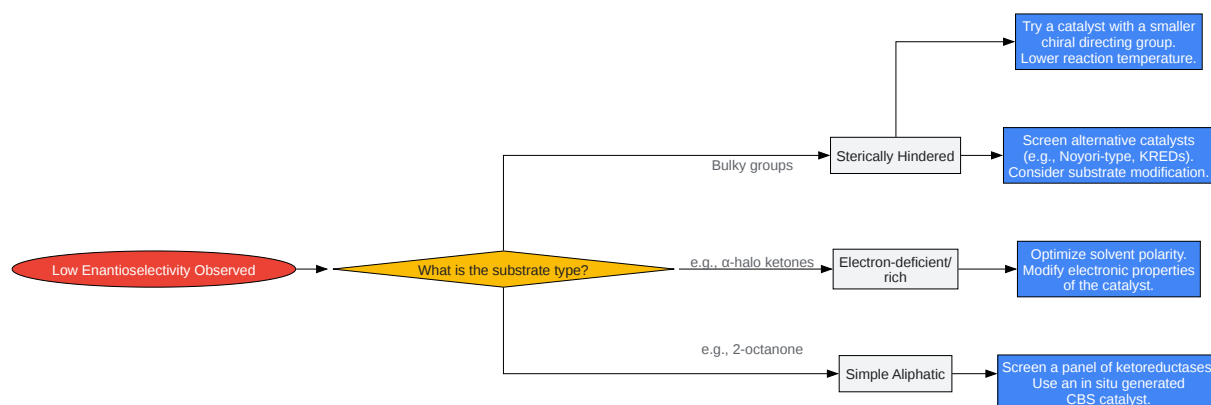 Try a catalyst with a smaller
chiral directing group.
Lower reaction temperature.
Bulky groups
Sterically Hindered
Screen alternative catalysts
(e.g., Noyori-type, KREDs).
Consider substrate modification.
Low Enantioselectivity Observed
What is the substrate type?
e.g., α-halo ketones
Electron-deficient/
rich
Optimize solvent polarity.
Modify electronic properties
of the catalyst.
e.g., 2-octanone
Simple Aliphatic
Screen a panel of ketoreductases
Use an in situ generated
CBS catalyst.